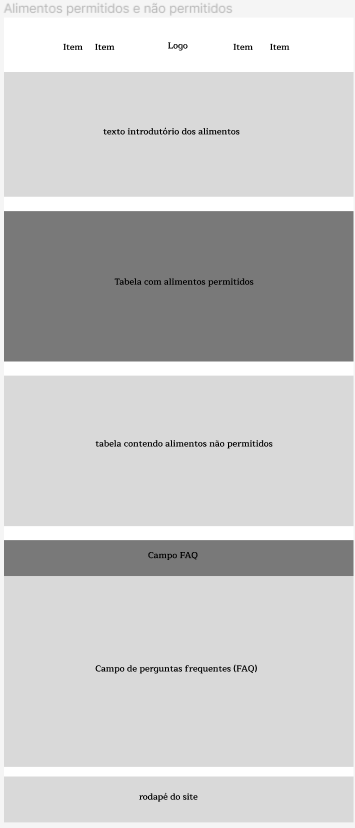 Alimentos permitidos e não permitidos
Item Item Logo Item Item
texto introdutório dos alimentos
Tabela com alimentos permitidos
tabela contendo alimentos não permitidos
Campo FAQ
Campo de perguntas frequentes (FAQ)
rodapé do site